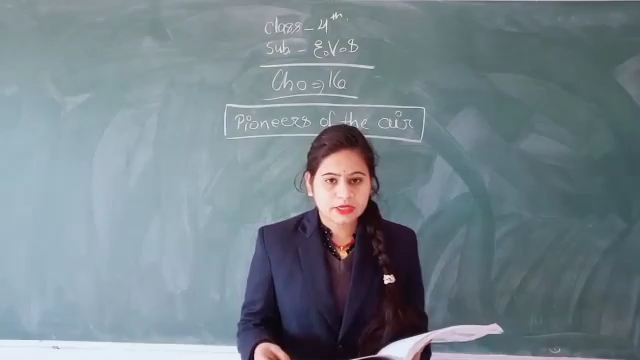 Class - 4th
Sub - E.V.S
Ch.=> 16
Pioneers of the air